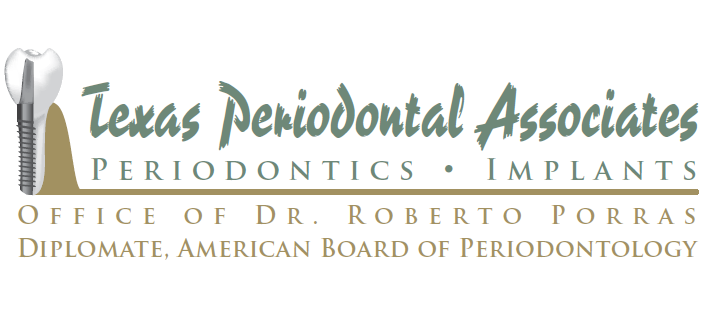 Texas Periodontal Associates
Periodontics • Implants
Office of Dr. Roberto Porras
Diplomate, American Board of Periodontology